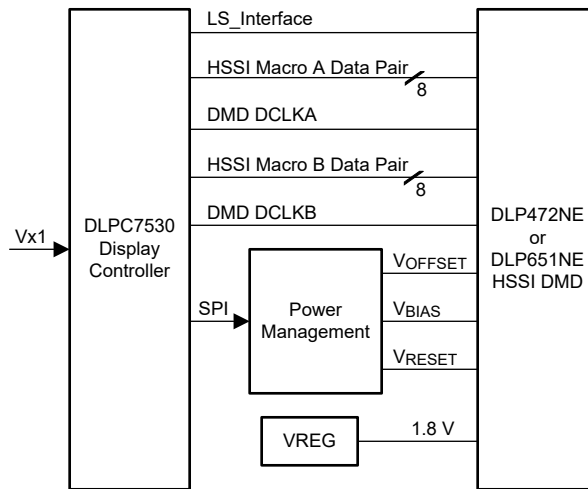 LS_Interface
HSSI Macro A Data Pair
8
DMD DCLKA
HSSI Macro B Data Pair
8
DMD DCLKB
Vx1
DLPC7530
Display
Controller
SPI
Power
Management
VOFFSET
VBIAS
VRESET
VREG
1.8 V
DLP472NE
or
DLP651NE
HSSI DMD